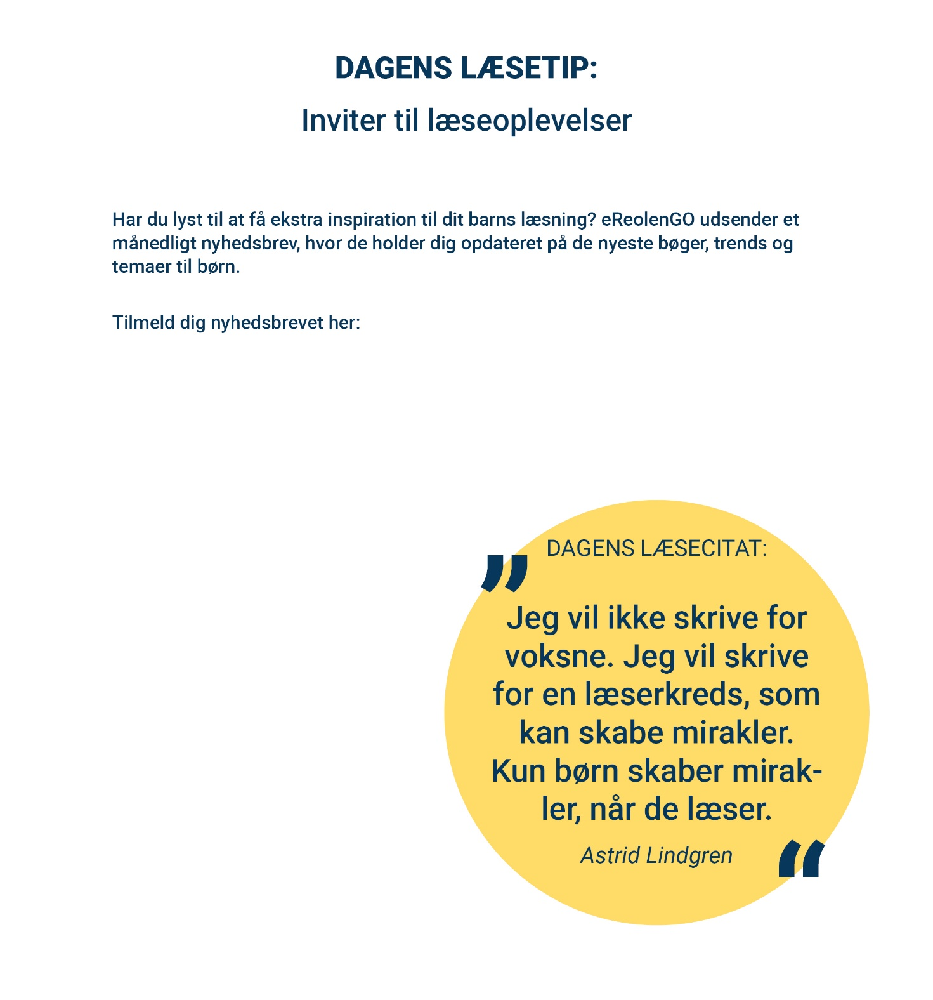 DAGENS LÆSETIP:
Inviter til læseoplevelser
Har du lyst til at få ekstra inspiration til dit barns læsning? eReolenGO udsender et
månedligt nyhedsbrev, hvor de holder dig opdateret på de nyeste bøger, trends og
temaer til børn.
Tilmeld dig nyhedsbrevet her:
DAGENS LÆSECITAT:
”
Jeg vil ikke skrive for
voksne. Jeg vil skrive
for en læserkreds, som
kan skabe mirakler.
Kun børn skaber mirak-
ler, når de læser.
Astrid Lindgren
“